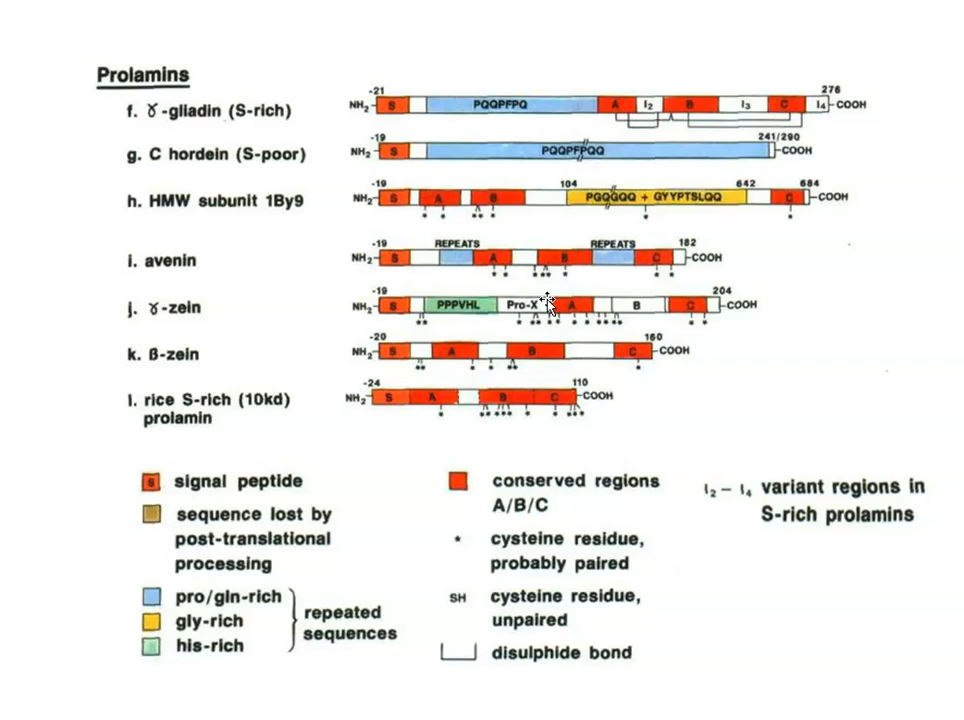 Prolamins
-21 276
f. ɣ-gliadin (S-rich) NH₂ S PQQPFPQ A I₂ B I₃ C I₄ COOH
-19 241/290
g. C hordein (S-poor) NH₂ S PQQPFPQQ COOH
-19 104 642 684
h. HMW subunit 1By9 NH₂ S A B PGQGQQ + GYYPTSLQQ C COOH
* * ** * * *
-19 REPEATS REPEATS 182
i. avenin NH₂ S A B C COOH
* * *** * * *
-19 204
j. ɣ-zein NH₂ S PPPVHL Pro-X A B C COOH
-20 160
k. ß-zein NH₂ S A B C COOH
-24 110
l. rice S-rich (10kd) NH₂ S A B C COOH
prolamin
S signal peptide
sequence lost by
post-translational
processing
pro/gln-rich
gly-rich
his-rich
repeated
sequences
conserved regions
A/B/C
* cysteine residue,
probably paired
SH cysteine residue,
unpaired
disulphide bond
I₂ – I₄ variant regions in
S-rich prolamins